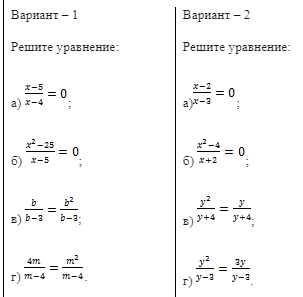 Вариант – 1
Решите уравнение:
а) \frac{x-5}{x-4} = 0 ;
б) \frac{x^2-25}{x-5} = 0 ;
в) \frac{b}{b-3} = \frac{b^2}{b-3};
г) \frac{4m}{m-4} = \frac{m^2}{m-4}.
Вариант – 2
Решите уравнение:
а) \frac{x-2}{x-3} = 0 ;
б) \frac{x^2-4}{x+2} = 0 ;
в) \frac{y^2}{y+4} = \frac{y}{y+4};
г) \frac{y^2}{y-3} = \frac{3y}{y-3}.